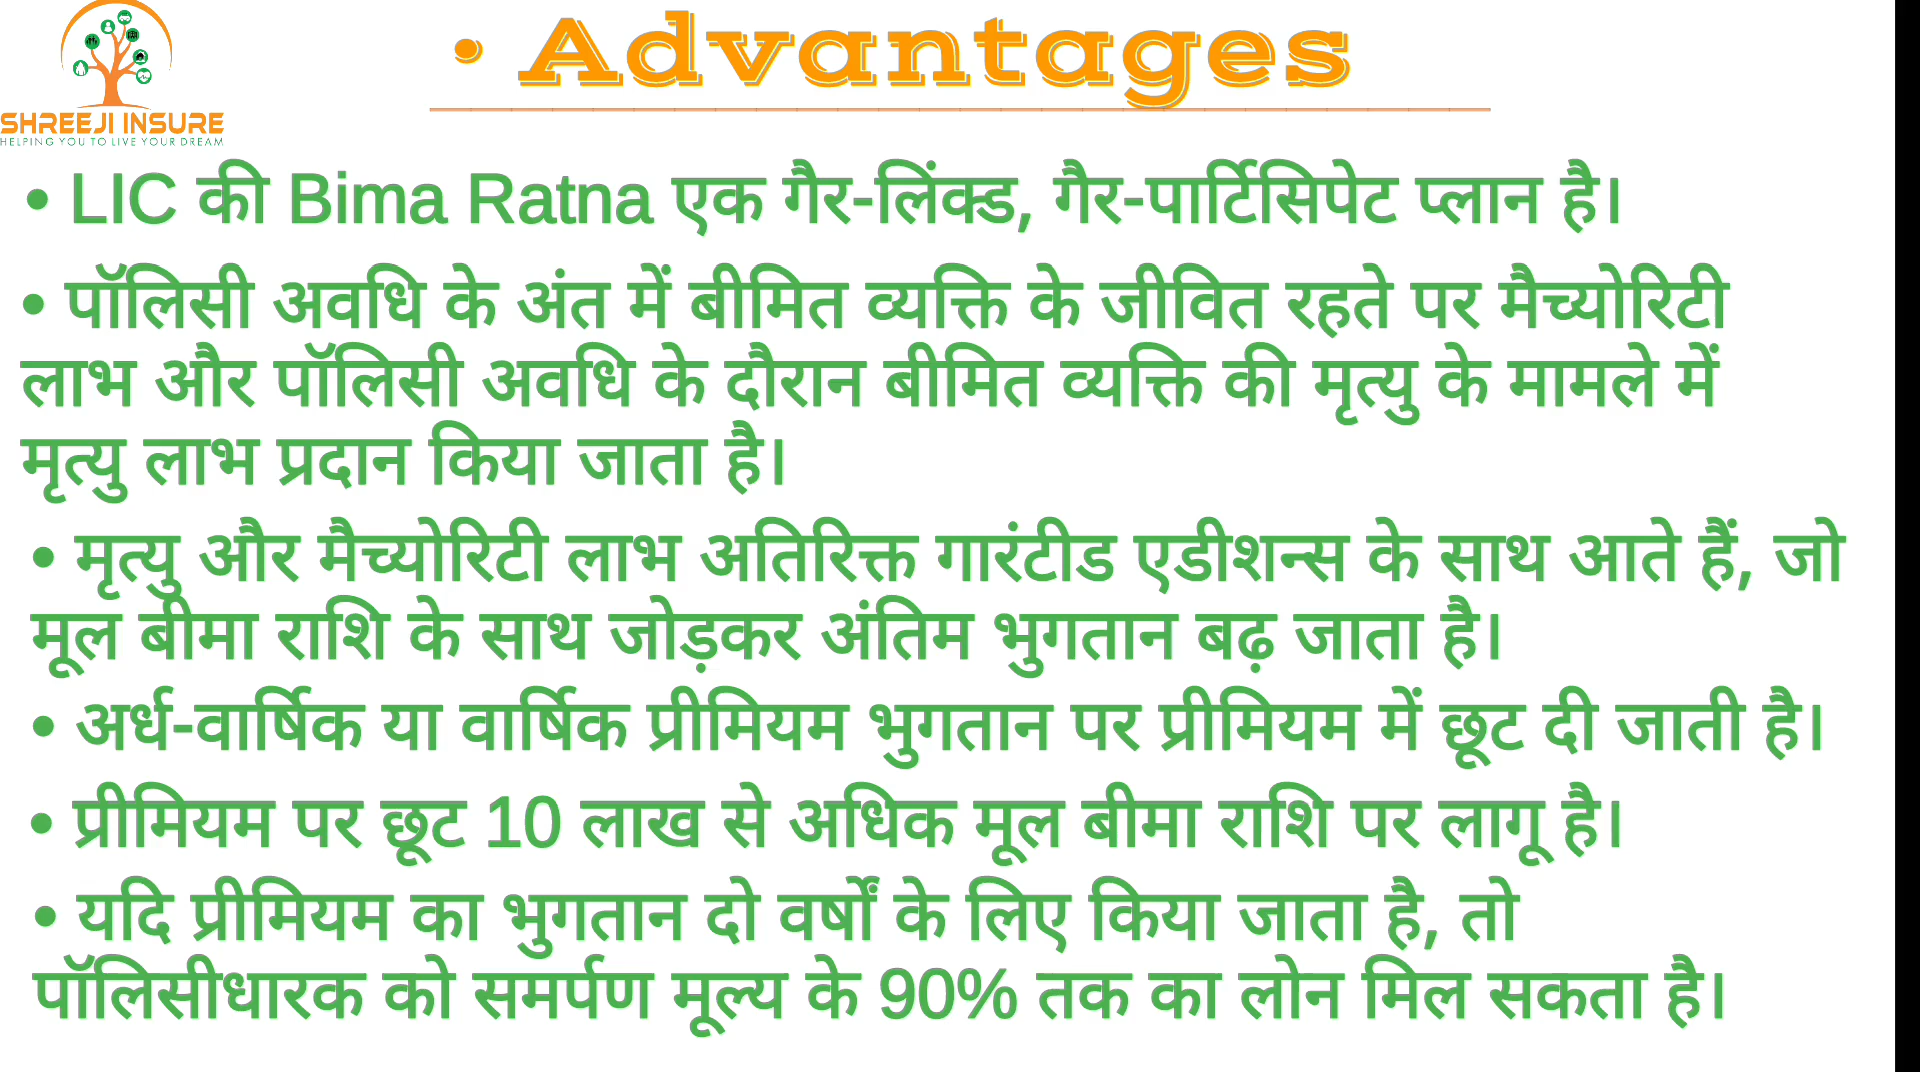 SHREEJI INSURE
HELPING YOU TO LIVE YOUR DREAM
• Advantages
• LIC की Bima Ratna एक गैर-लिंक्ड, गैर-पार्टिसिपेट प्लान है।
• पॉलिसी अवधि के अंत में बीमित व्यक्ति के जीवित रहते पर मैच्योरिटी
लाभ और पॉलिसी अवधि के दौरान बीमित व्यक्ति की मृत्यु के मामले में
मृत्यु लाभ प्रदान किया जाता है।
• मृत्यु और मैच्योरिटी लाभ अतिरिक्त गारंटीड एडीशन्स के साथ आते हैं, जो
मूल बीमा राशि के साथ जोड़कर अंतिम भुगतान बढ़ जाता है।
• अर्ध-वार्षिक या वार्षिक प्रीमियम भुगतान पर प्रीमियम में छूट दी जाती है।
• प्रीमियम पर छूट 10 लाख से अधिक मूल बीमा राशि पर लागू है।
• यदि प्रीमियम का भुगतान दो वर्षों के लिए किया जाता है, तो
पॉलिसीधारक को समर्पण मूल्य के 90% तक का लोन मिल सकता है।